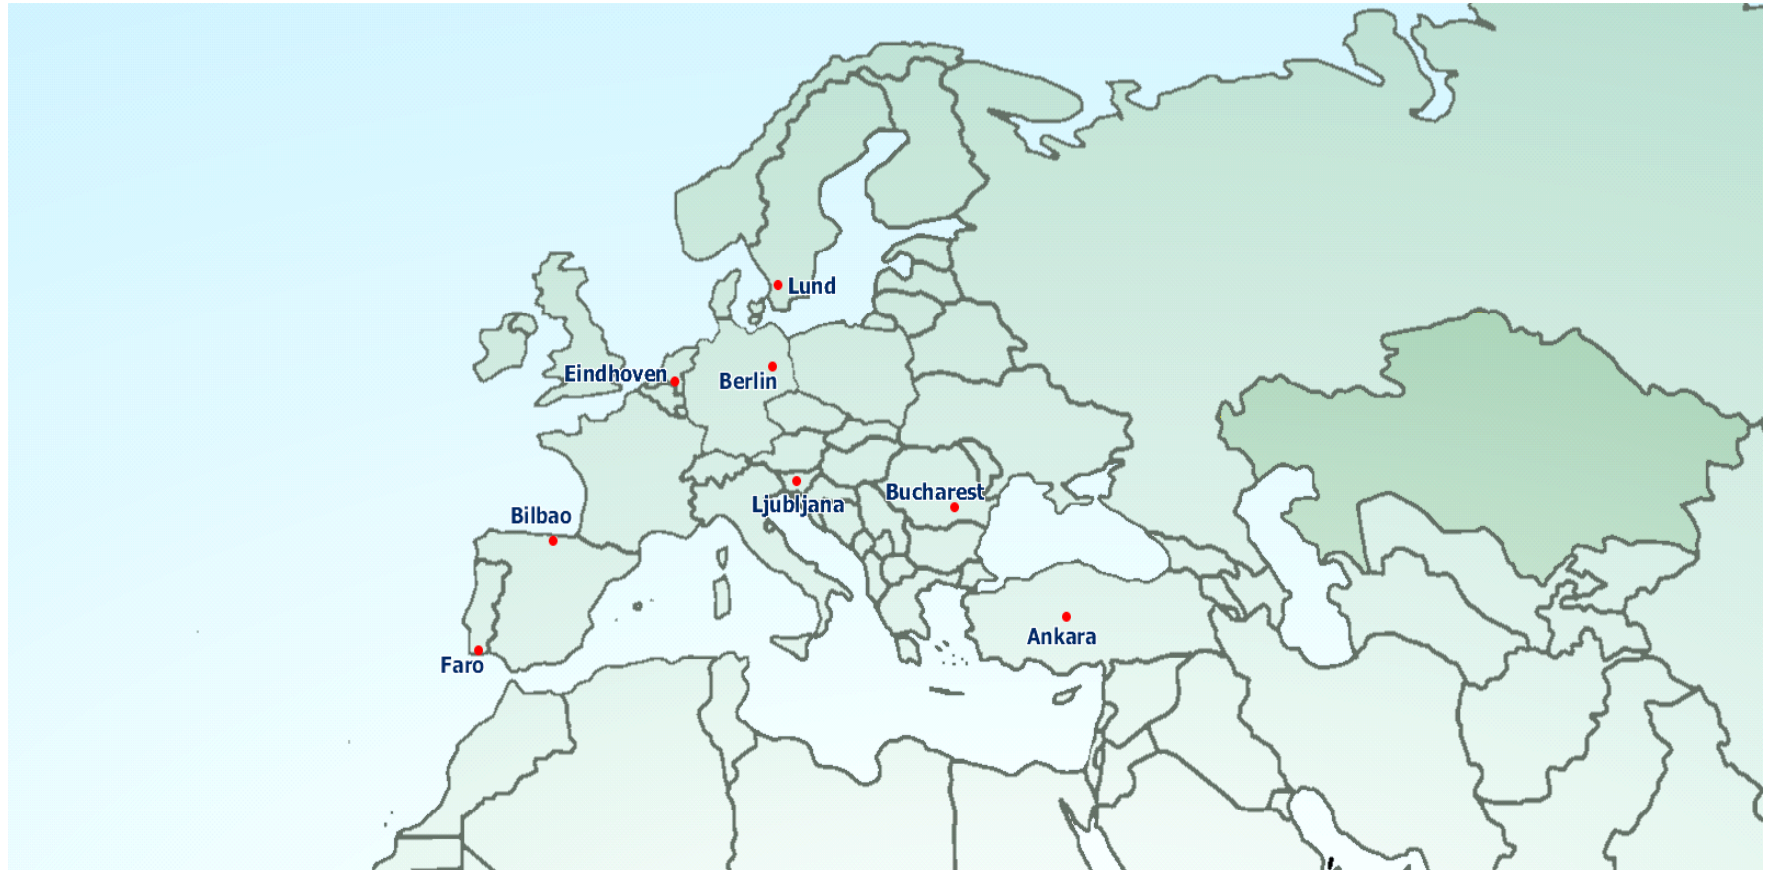 Lund
Eindhoven
Berlin
Bucharest
Ljubljana
Bilbao
Ankara
Faro